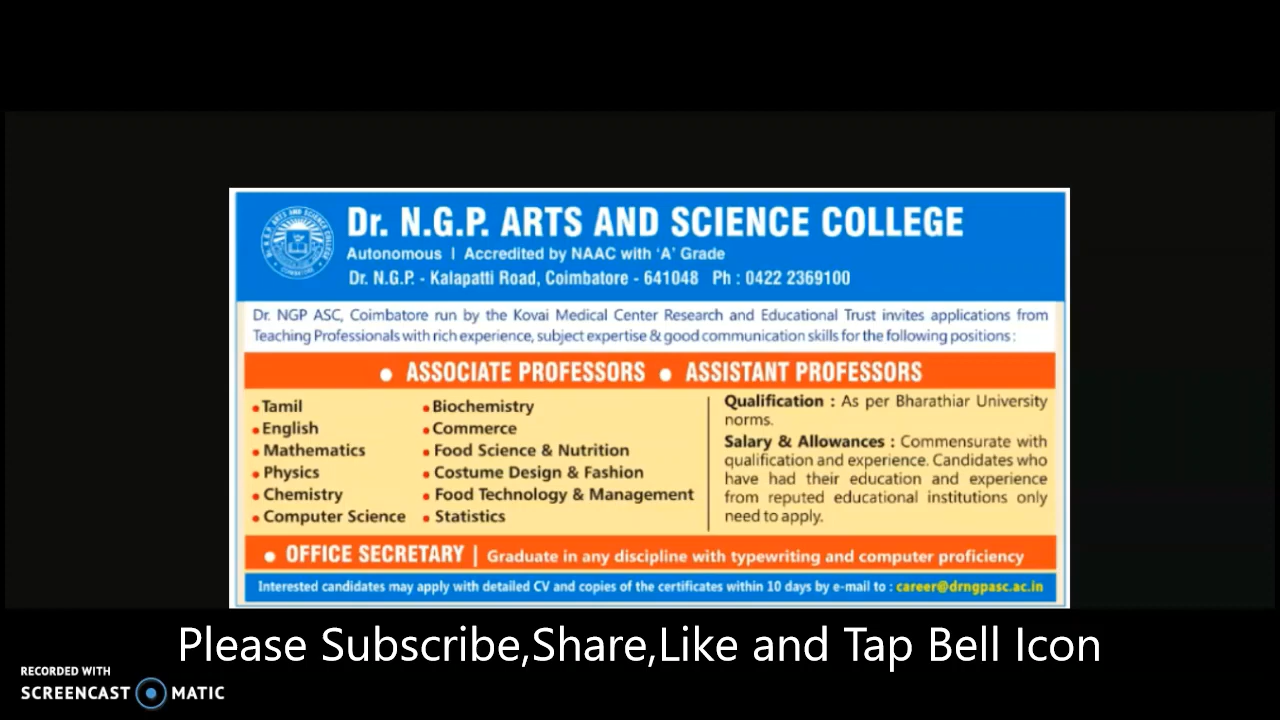 Dr. N.G.P. ARTS AND SCIENCE COLLEGE
Autonomous | Accredited by NAAC with 'A' Grade
Dr. N.G.P. - Kalapatti Road, Coimbatore - 641048 Ph : 0422 2369100
Dr. NGP ASC, Coimbatore run by the Kovai Medical Center Research and Educational Trust invites applications from
Teaching Professionals with rich experience, subject expertise & good communication skills for the following positions :
• ASSOCIATE PROFESSORS • ASSISTANT PROFESSORS
• Tamil
• English
• Mathematics
• Physics
• Chemistry
• Computer Science
• Biochemistry
• Commerce
• Food Science & Nutrition
• Costume Design & Fashion
• Food Technology & Management
• Statistics
Qualification : As per Bharathiar University
norms.
Salary & Allowances : Commensurate with
qualification and experience. Candidates who
have had their education and experience
from reputed educational institutions only
need to apply.
• OFFICE SECRETARY | Graduate in any discipline with typewriting and computer proficiency
Interested candidates may apply with detailed CV and copies of the certificates within 10 days by e-mail to : career@drngpasc.ac.in
Please Subscribe,Share,Like and Tap Bell Icon
RECORDED WITH
SCREENCAST MATIC